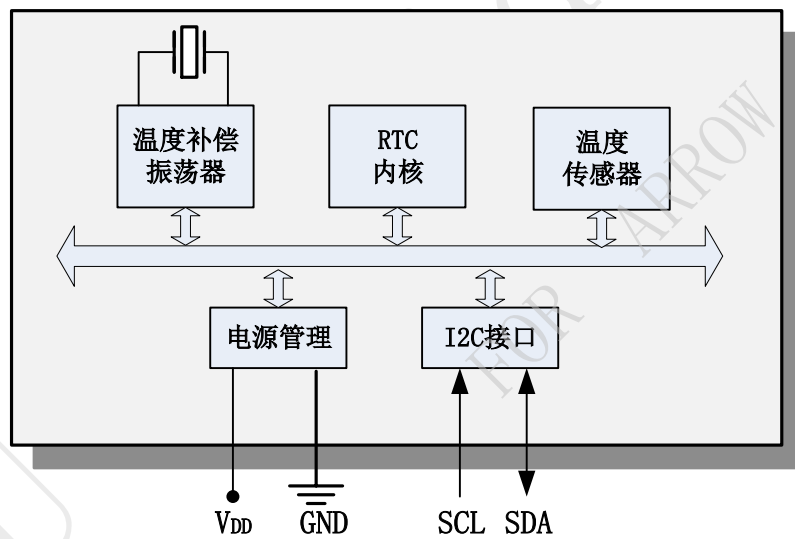 温度补偿
振荡器
RTC
内核
温度
传感器
电源管理
I2C接口
VDD
GND
SCL
SDA
FOR ARROW